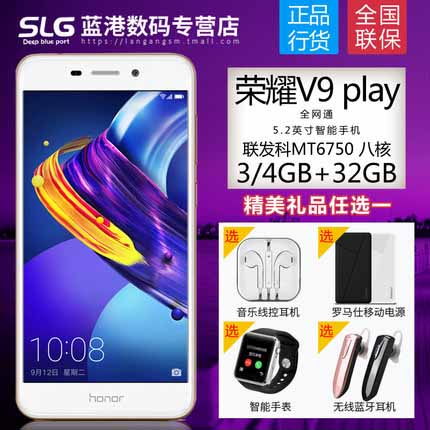 SLG 蓝港数码专营店
Deep blue port https://langangsm.tmall.com
正品
行货
全国
联保
荣耀V9 play
全网通
5.2英寸智能手机
联发科MT6750 八核
3/4GB+32GB
精美礼品任选一
选
音乐线控耳机
选
罗马仕移动电源
选
智能手表
选
无线蓝牙耳机
10:08
9月12日 星期二
honor